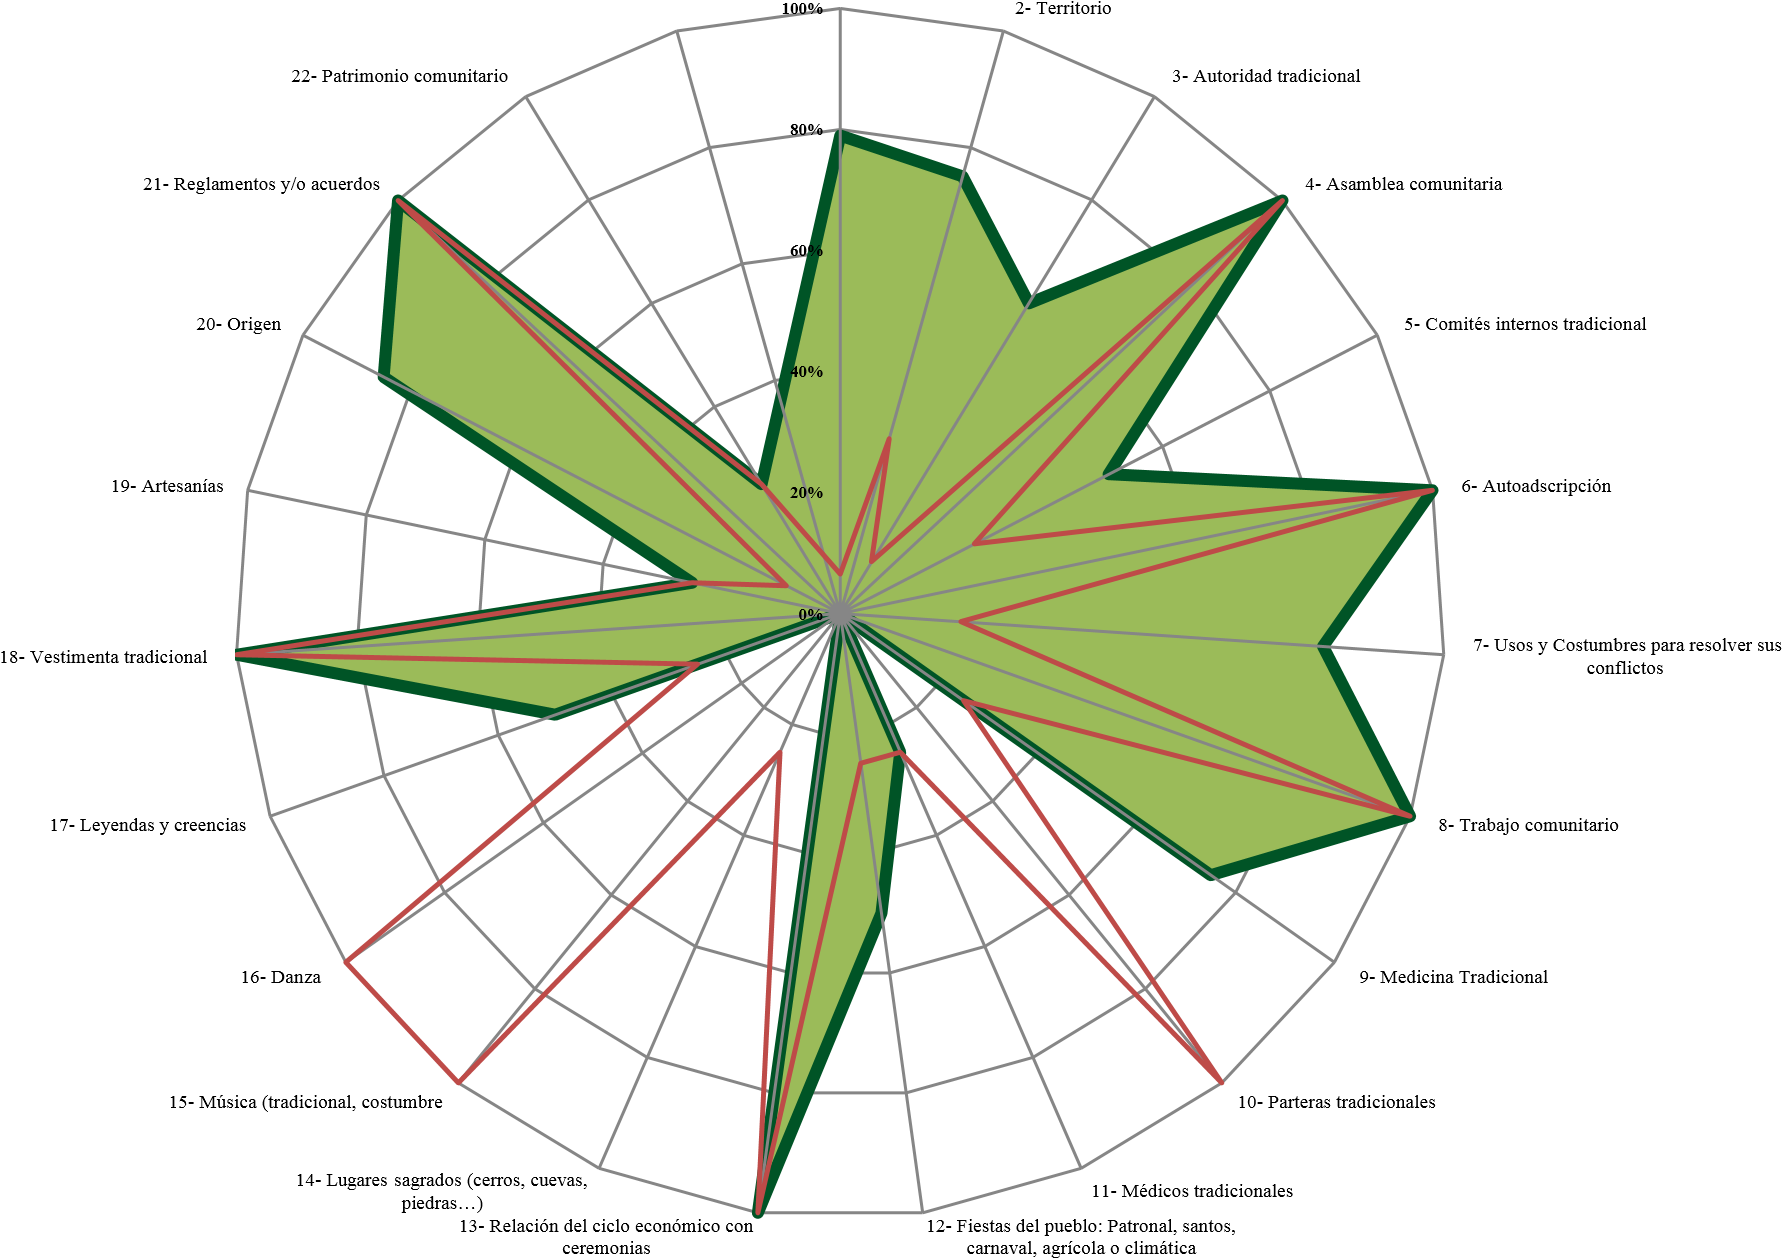 100%
80%
60%
40%
20%
0%
2- Territorio
3- Autoridad tradicional
4- Asamblea comunitaria
5- Comités internos tradicional
6- Autoadscripción
7- Usos y Costumbres para resolver sus
conflictos
8- Trabajo comunitario
9- Medicina Tradicional
10- Parteras tradicionales
11- Médicos tradicionales
12- Fiestas del pueblo: Patronal, santos,
carnaval, agrícola o climática
13- Relación del ciclo económico con
ceremonias
14- Lugares sagrados (cerros, cuevas,
piedras…)
15- Música (tradicional, costumbre
16- Danza
17- Leyendas y creencias
18- Vestimenta tradicional
19- Artesanías
20- Origen
21- Reglamentos y/o acuerdos
22- Patrimonio comunitario